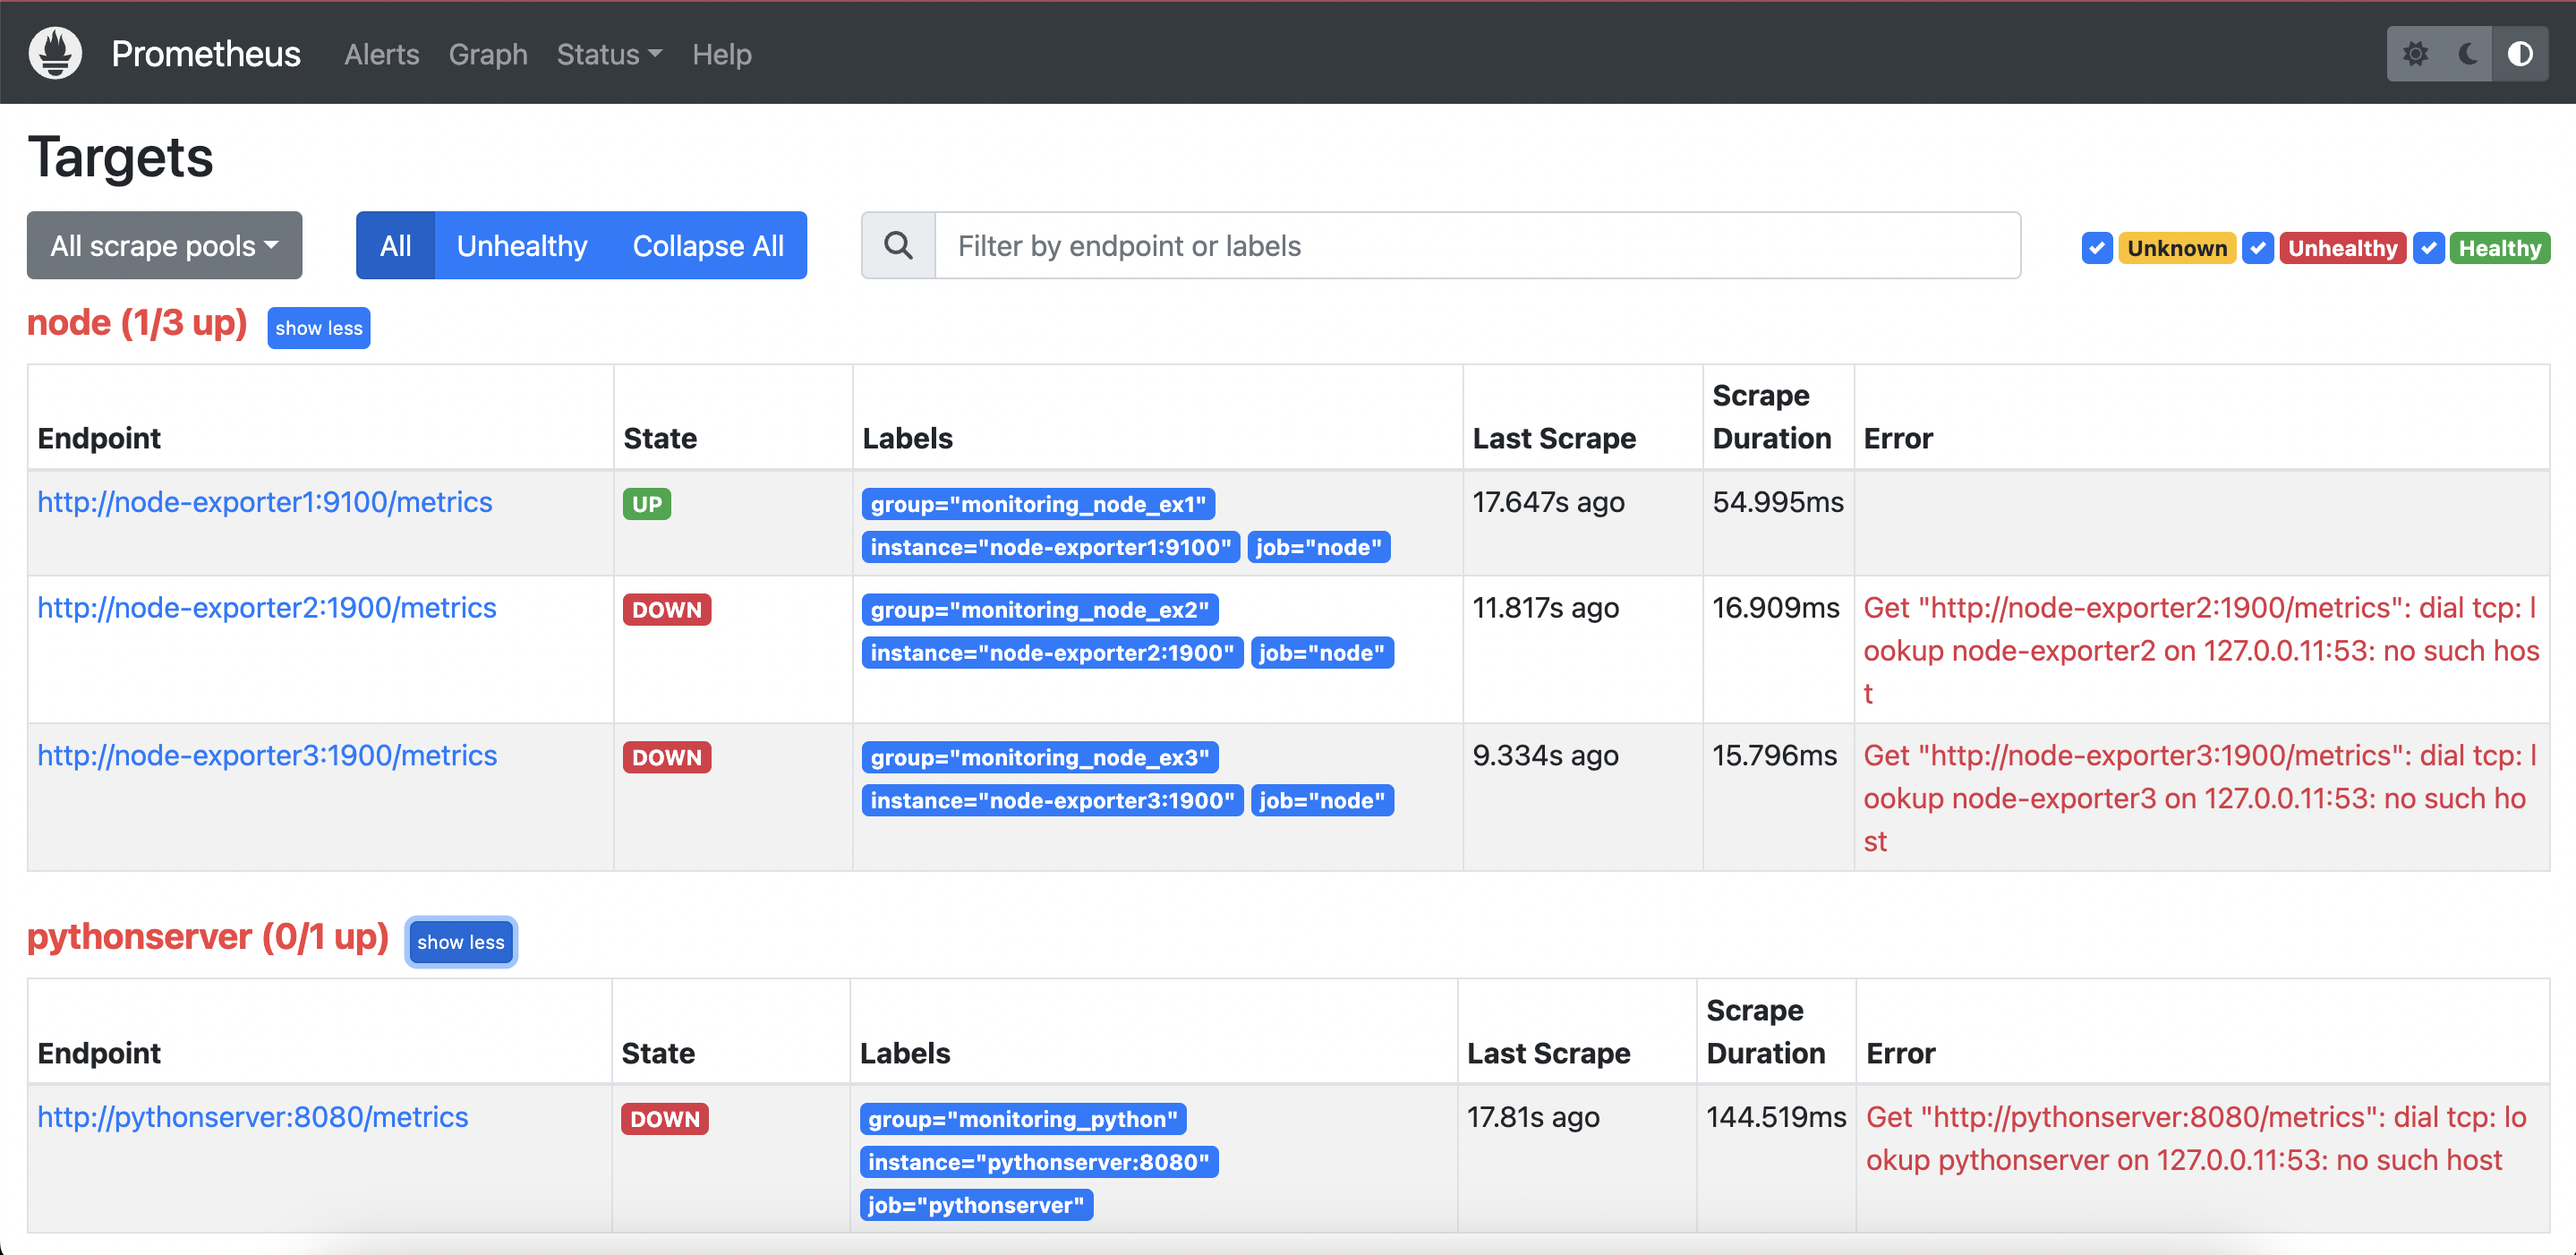 Prometheus Alerts Graph Status Help
Targets
All scrape pools All Unhealthy Collapse All Filter by endpoint or labels Unknown Unhealthy Healthy
node (1/3 up) show less
Endpoint State Labels Last Scrape Scrape Duration Error
http://node-exporter1:9100/metrics UP group="monitoring_node_ex1" 17.647s ago 54.995ms
instance="node-exporter1:9100" job="node"
http://node-exporter2:1900/metrics DOWN group="monitoring_node_ex2" 11.817s ago 16.909ms Get "http://node-exporter2:1900/metrics": dial tcp: l
instance="node-exporter2:1900" job="node" ookup node-exporter2 on 127.0.0.11:53: no such hos
t
http://node-exporter3:1900/metrics DOWN group="monitoring_node_ex3" 9.334s ago 15.796ms Get "http://node-exporter3:1900/metrics": dial tcp: l
instance="node-exporter3:1900" job="node" ookup node-exporter3 on 127.0.0.11:53: no such ho
st
pythonserver (0/1 up) show less
Endpoint State Labels Last Scrape Scrape Duration Error
http://pythonserver:8080/metrics DOWN group="monitoring_python" 17.81s ago 144.519ms Get "http://pythonserver:8080/metrics": dial tcp: lo
instance="pythonserver:8080" okup pythonserver on 127.0.0.11:53: no such host
job="pythonserver"